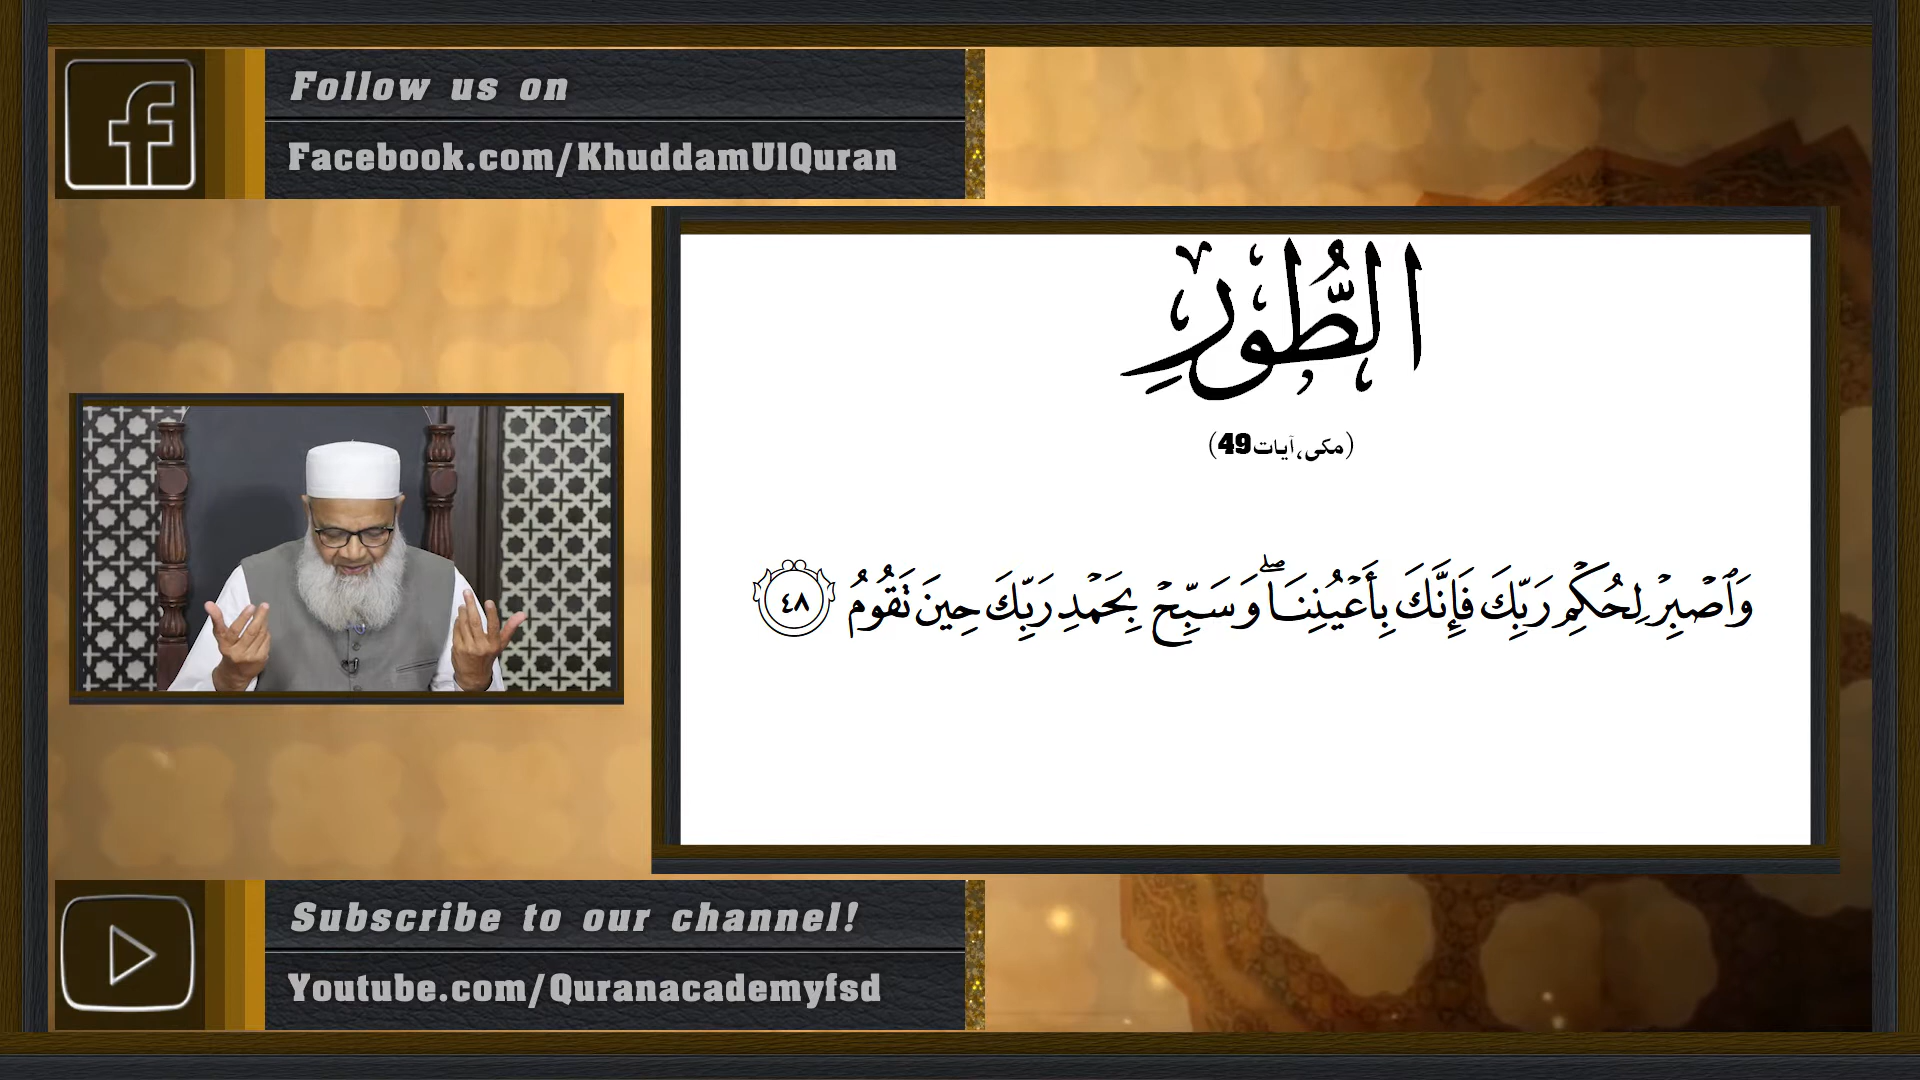 Follow us on
Facebook.com/KhuddamUlQuran
الطُّوۡرِ
(مکی، آیات 49)
وَٱصۡبِرۡ لِحُكۡمِ رَبِّكَ فَإِنَّكَ بِأَعۡيُنِنَاۖ وَسَبِّحۡ بِحَمۡدِ رَبِّكَ حِينَ تَقُومُ ٤٨
Subscribe to our channel!
Youtube.com/Quranacademyfsd